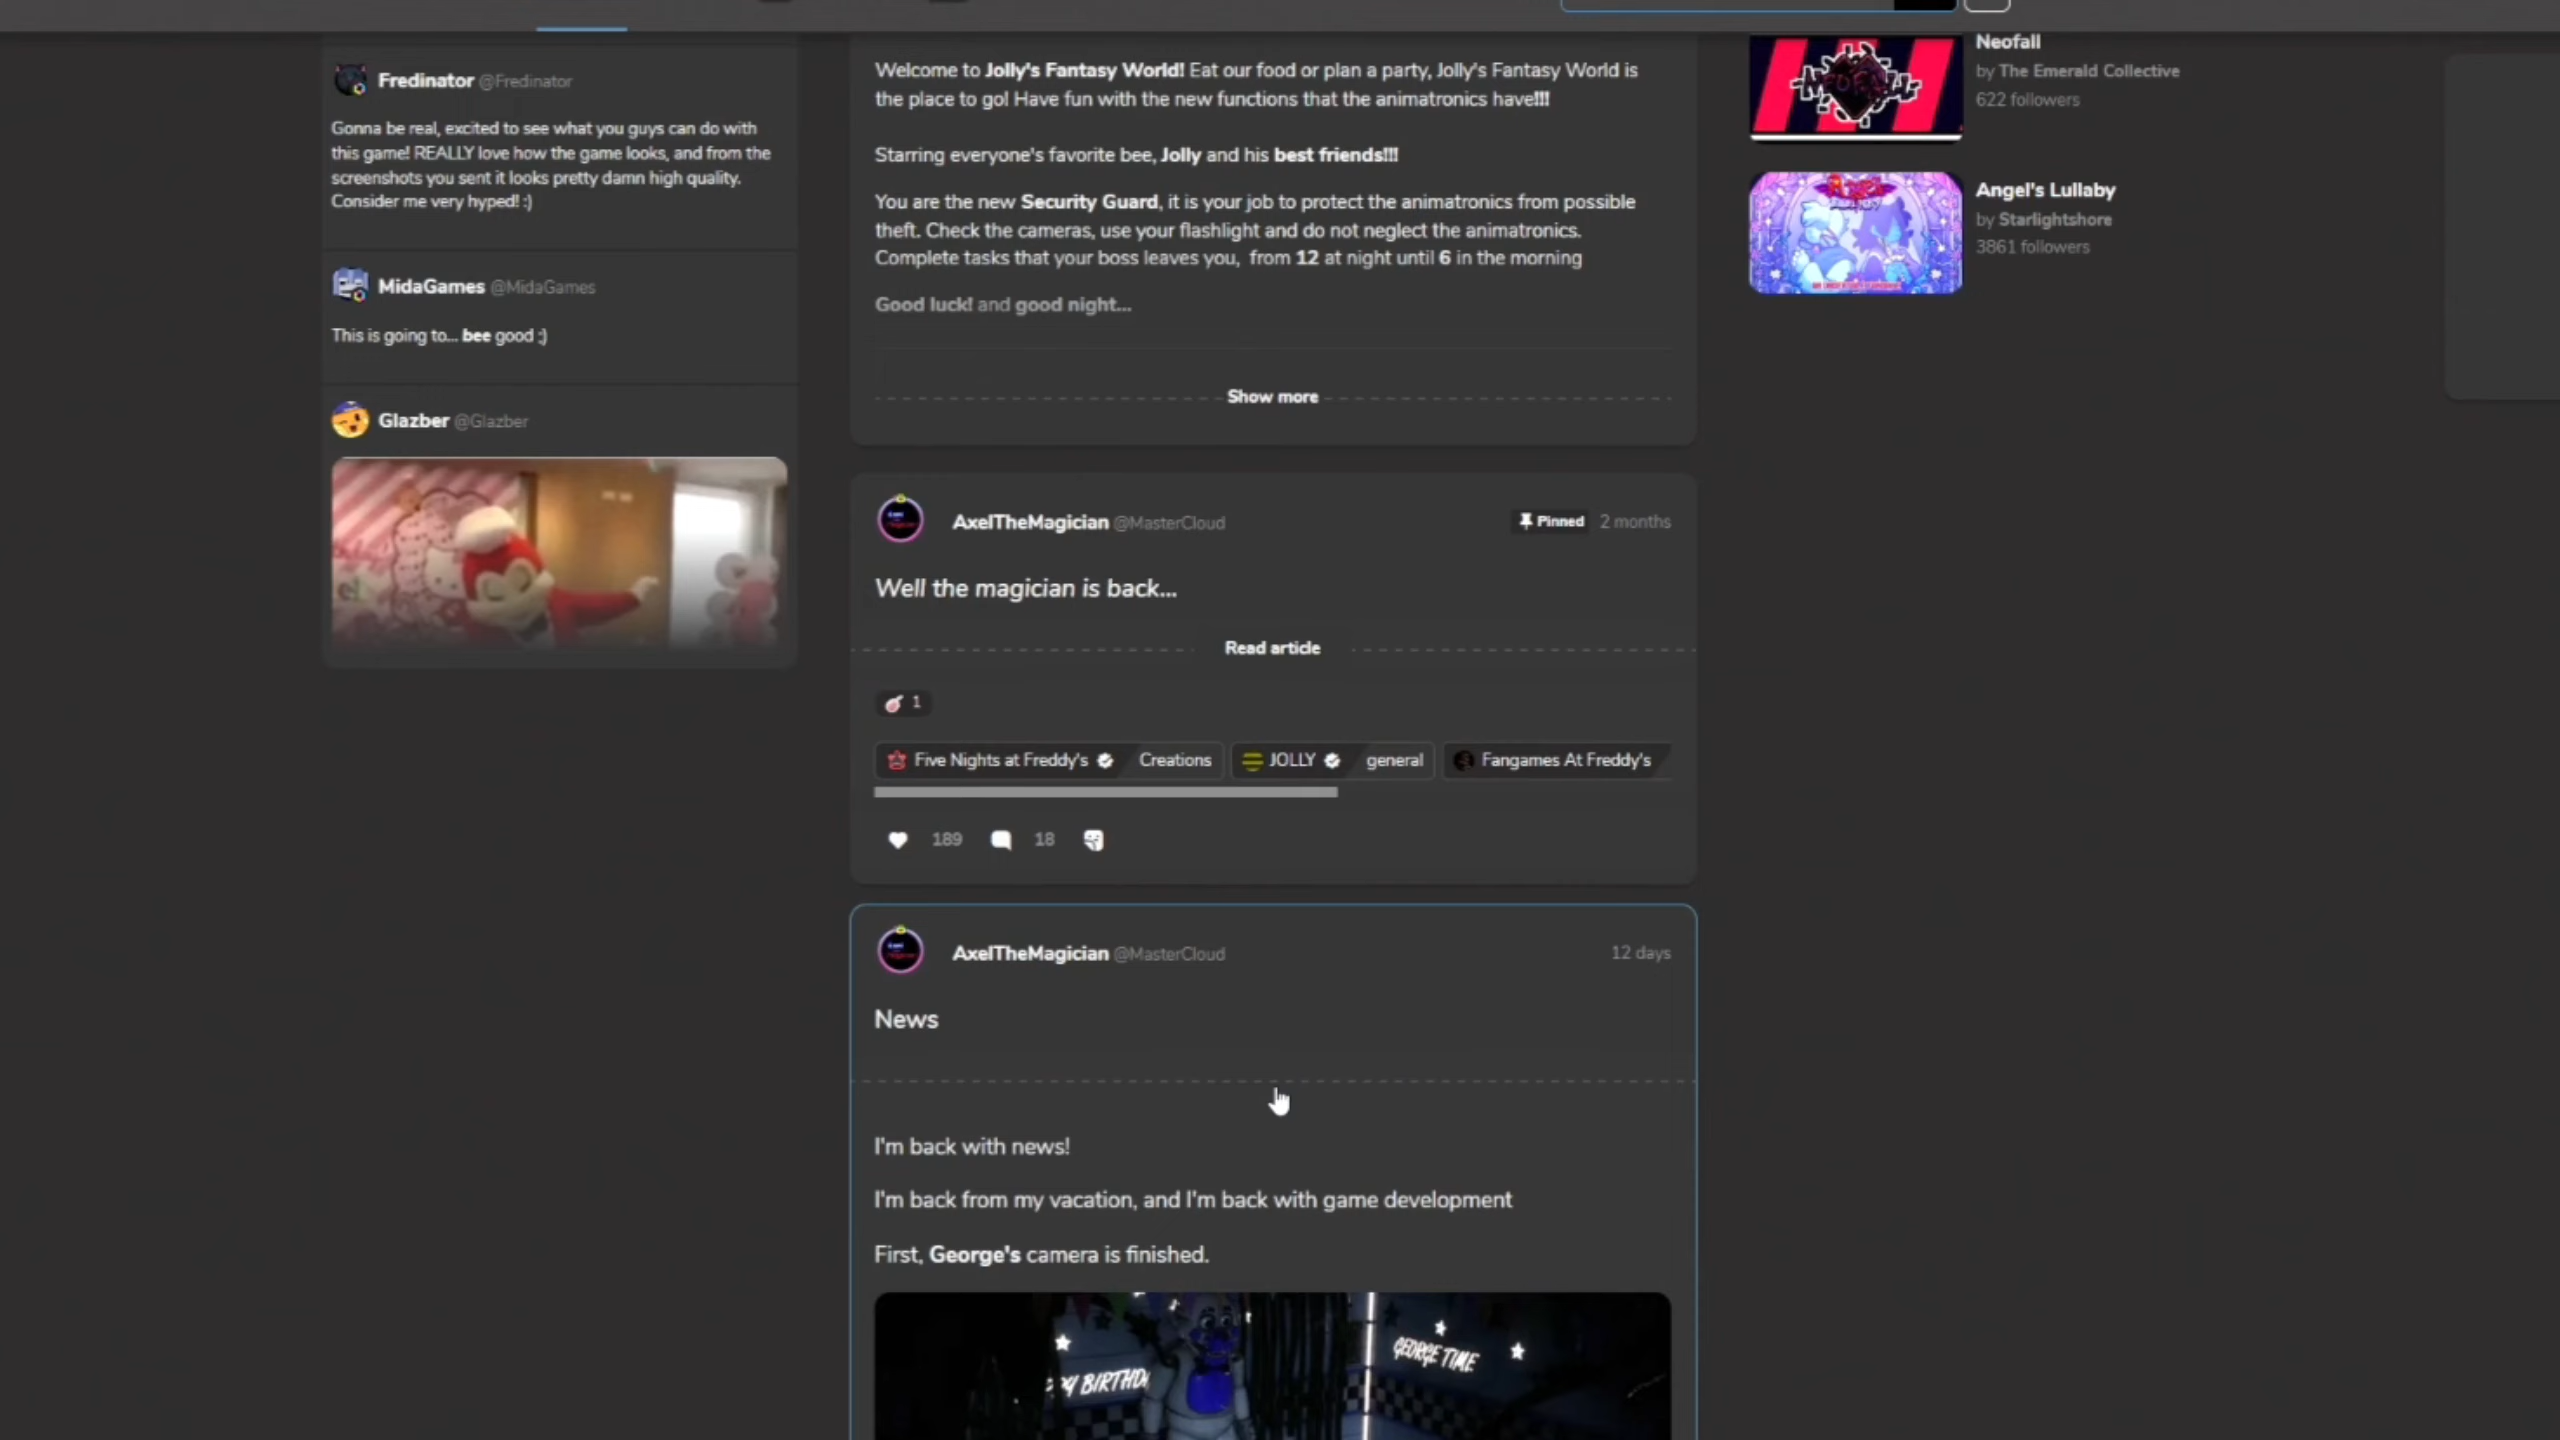 Fredinator @Fredinator
Gonna be real, excited to see what you guys can do with
this game! REALLY love how the game looks, and from the
screenshots you sent it looks pretty damn high quality.
Consider me very hyped! :)
MidaGames @MidaGames
This is going to... bee good ;)
Glazber @Glazber
Welcome to Jolly's Fantasy World! Eat our food or plan a party, Jolly's Fantasy World is
the place to go! Have fun with the new functions that the animatronics have!!!
Starring everyone's favorite bee, Jolly and his best friends!!!
You are the new Security Guard, it is your job to protect the animatronics from possible
theft. Check the cameras, use your flashlight and do not neglect the animatronics.
Complete tasks that your boss leaves you, from 12 at night until 6 in the morning
Good luck! and good night...
Show more
AxelTheMagician @MasterCloud
Pinned 2 months
Well the magician is back...
Read article
1
Five Nights at Freddy's Creations JOLLY general Fangames At Freddy's
189 18
AxelTheMagician @MasterCloud
12 days
News
I'm back with news!
I'm back from my vacation, and I'm back with game development
First, George's camera is finished.
GEORGE TIME
Neofall
by The Emerald Collective
622 followers
Angel's Lullaby
by Starlightshore
3861 followers